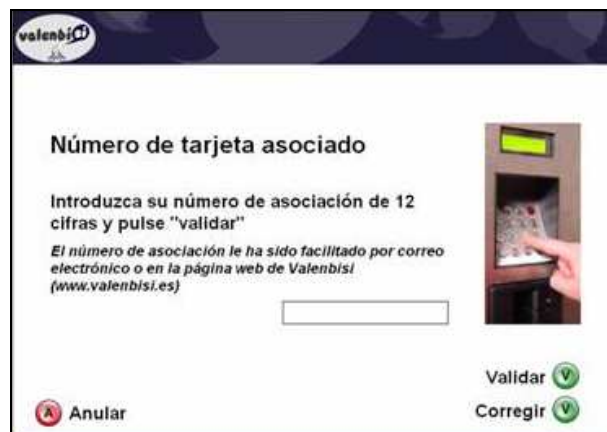 valenbisi
Número de tarjeta asociado
Introduzca su número de asociación de 12
cifras y pulse "validar"
El número de asociación le ha sido facilitado por correo
electrónico o en la página web de Valenbisi
(www.valenbisi.es)
Validar V
A Anular
Corregir V